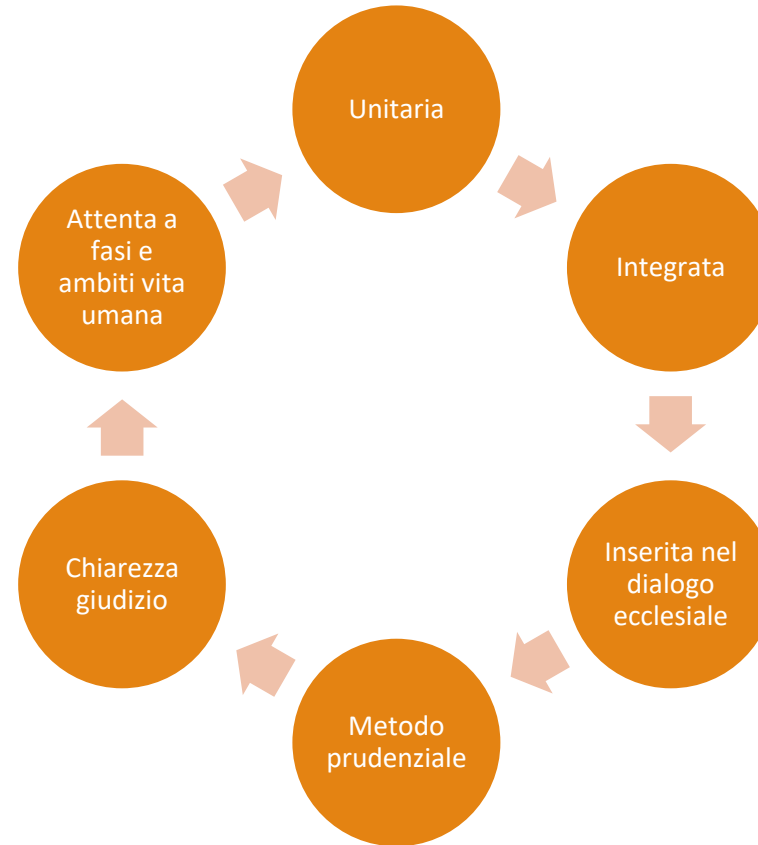 Unitaria
Integrata
Inserita nel
dialogo
ecclesiale
Metodo
prudenziale
Chiarezza
giudizio
Attenta a
fasi e
ambiti vita
umana